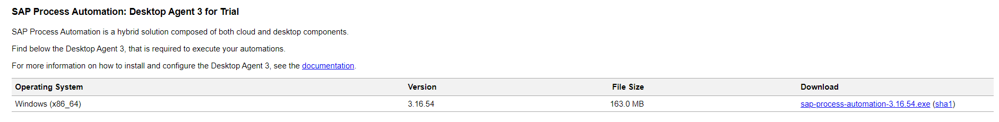 SAP Process Automation: Desktop Agent 3 for Trial
SAP Process Automation is a hybrid solution composed of both cloud and desktop components.
Find below the Desktop Agent 3, that is required to execute your automations.
For more information on how to install and configure the Desktop Agent 3, see the documentation.
Operating System Version File Size Download
Windows (x86_64) 3.16.54 163.0 MB sap-process-automation-3.16.54.exe (sha1)